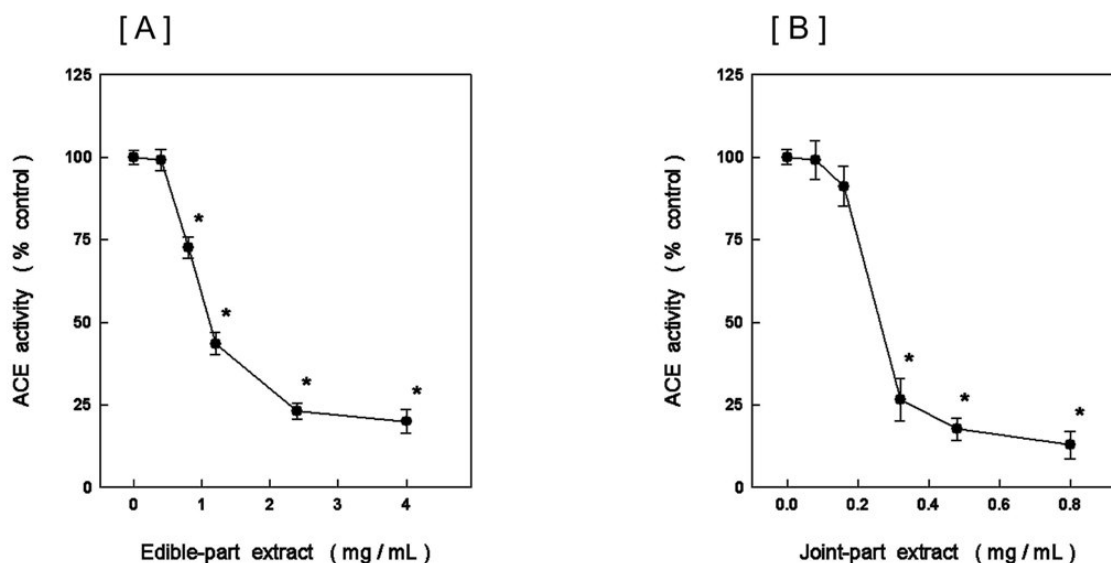 [ A ]
125
100
75
50
25
0
ACE activity ( % control )
*
*
*
*
0 1 2 3 4
Edible-part extract ( mg / mL )
[ B ]
125
100
75
50
25
0
ACE activity ( % control )
*
*
*
0.0 0.2 0.4 0.6 0.8
Joint-part extract ( mg / mL )